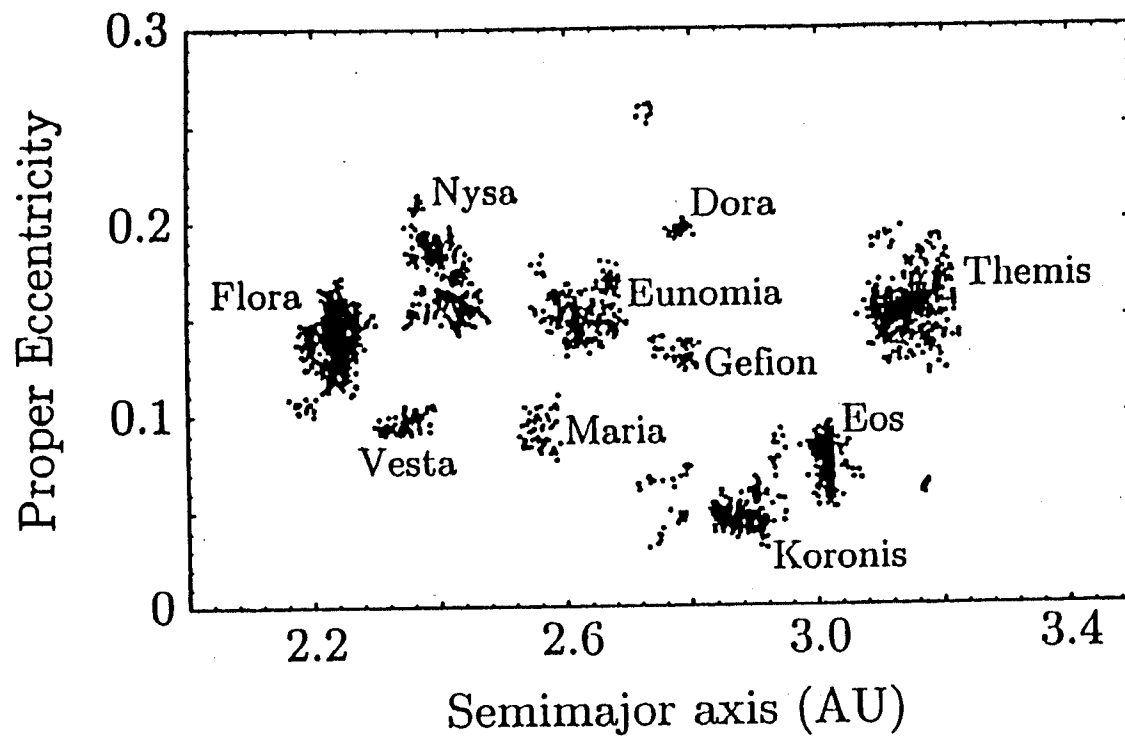 0.3
Nysa
Dora
0.2
Themis
Flora
Eunomia
Gefion
0.1
Eos
Maria
Vesta
Koronis
0
2.2 2.6 3.0 3.4
Semimajor axis (AU)
Proper Eccentricity